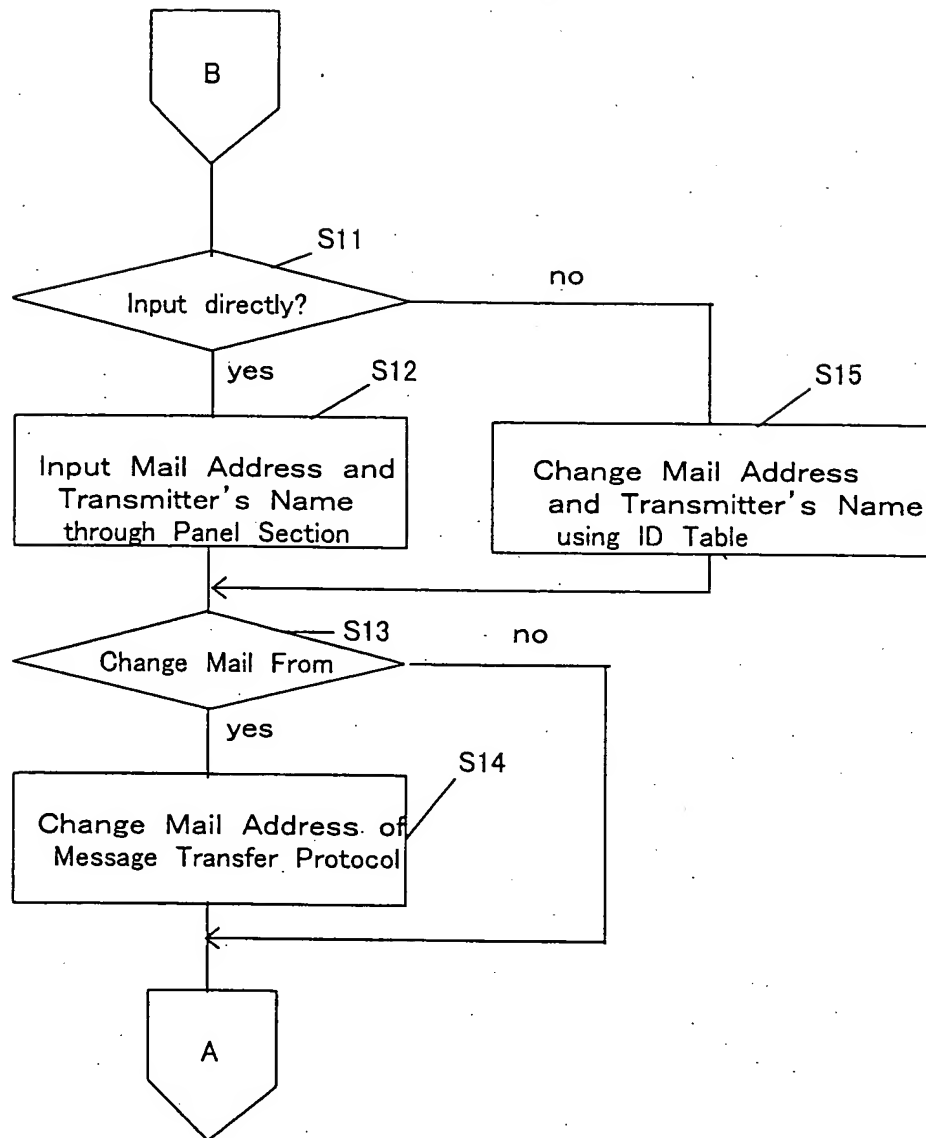 B
S11
Input directly?
no
yes
S12
S15
Input Mail Address and
Transmitter's Name
through Panel Section
Change Mail Address
and Transmitter's Name
using ID Table
S13
no
Change Mail From
yes
S14
Change Mail Address of
Message Transfer Protocol
A